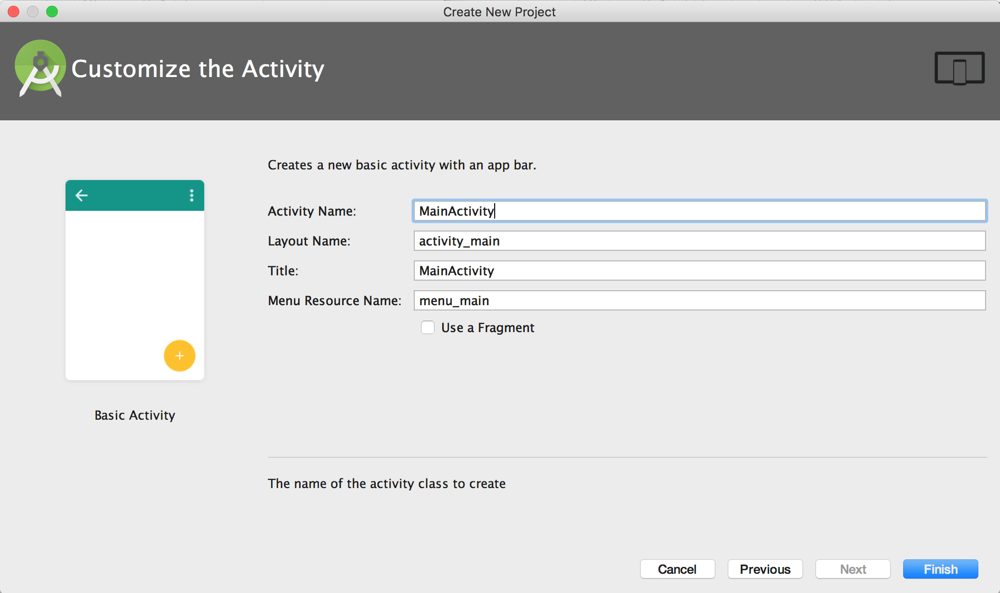 Create New Project
Customize the Activity
Creates a new basic activity with an app bar.
Activity Name: MainActivity
Layout Name: activity_main
Title: MainActivity
Menu Resource Name: menu_main
Use a Fragment
Basic Activity
The name of the activity class to create
Cancel Previous Next Finish